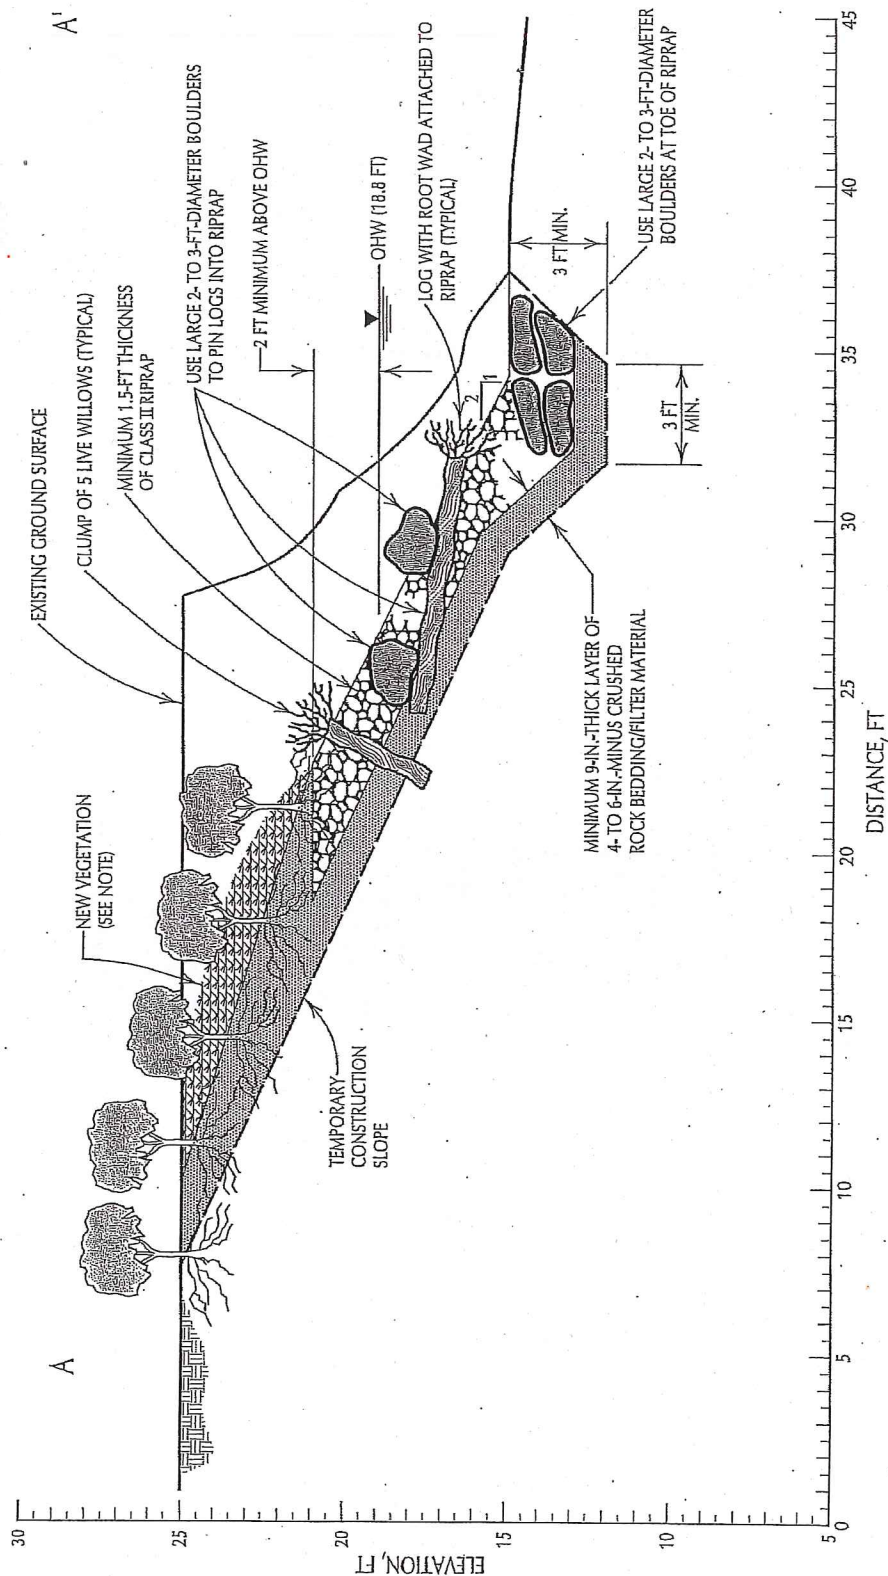 A
A'
EXISTING GROUND SURFACE
CLUMP OF 5 LIVE WILLOWS (TYPICAL)
MINIMUM 1.5-FT THICKNESS
OF CLASS II RIPRAP
USE LARGE 2- TO 3-FT-DIAMETER BOULDERS
TO PIN LOGS INTO RIPRAP
2 FT MINIMUM ABOVE OHW
OHW (18.8 FT)
LOG WITH ROOT WAD ATTACHED TO
RIPRAP (TYPICAL)
NEW VEGETATION
(SEE NOTE)
2
1
3 FT MIN.
USE LARGE 2- TO 3-FT-DIAMETER
BOULDERS AT TOE OF RIPRAP
3 FT
MIN.
TEMPORARY
CONSTRUCTION
SLOPE
MINIMUM 9-IN.-THICK LAYER OF
4- TO 6-IN.-MINUS CRUSHED
ROCK BEDDING/FILTER MATERIAL
30
25
20
15
10
5
ELEVATION, FT
0
5
10
15
20
25
30
35
40
45
DISTANCE, FT